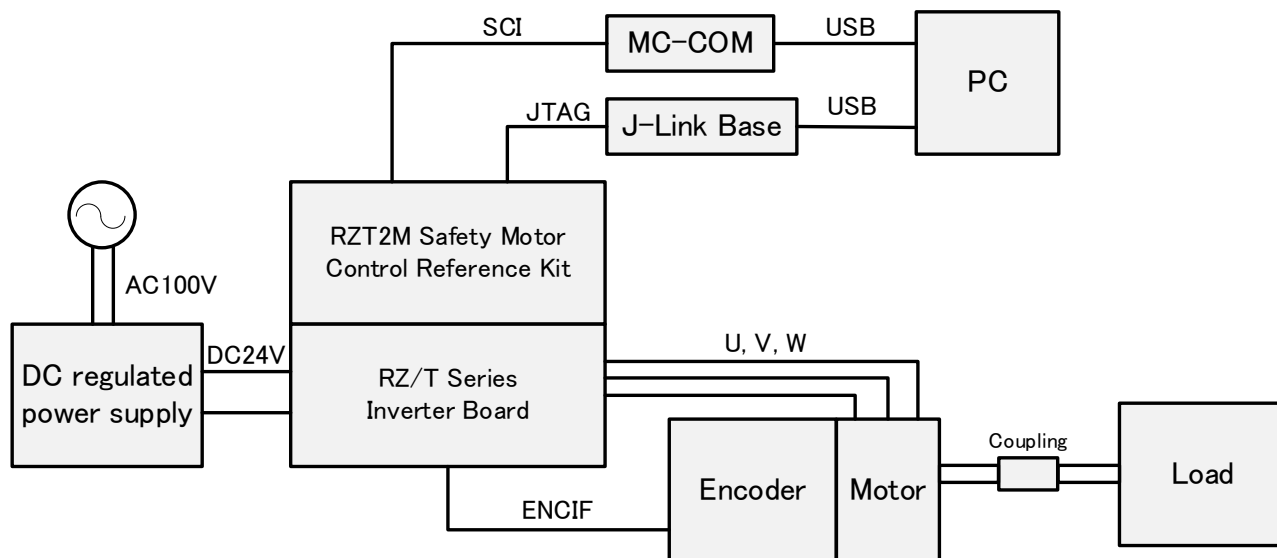 SCI
MC-COM
USB
PC
JTAG
J-Link Base
USB
RZT2M Safety Motor
Control Reference Kit
AC100V
DC regulated
power supply
DC24V
RZ/T Series
Inverter Board
U, V, W
Encoder
Motor
Coupling
Load
ENCIF